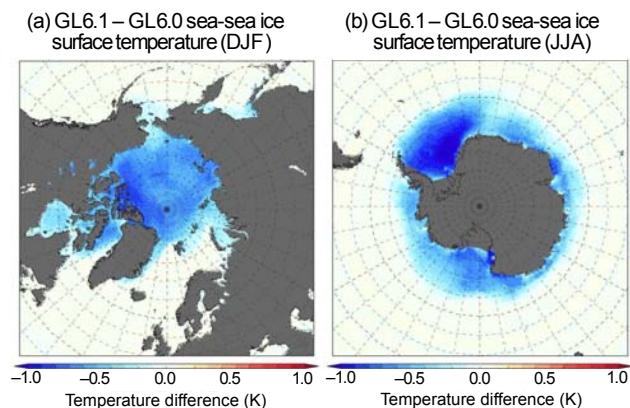 (a) GL6.1 – GL6.0 sea-sea ice
surface temperature (DJF)
(b) GL6.1 – GL6.0 sea-sea ice
surface temperature (JJA)
−1.0 −0.5 0.0 0.5 1.0
Temperature difference (K)
−1.0 −0.5 0.0 0.5 1.0
Temperature difference (K)